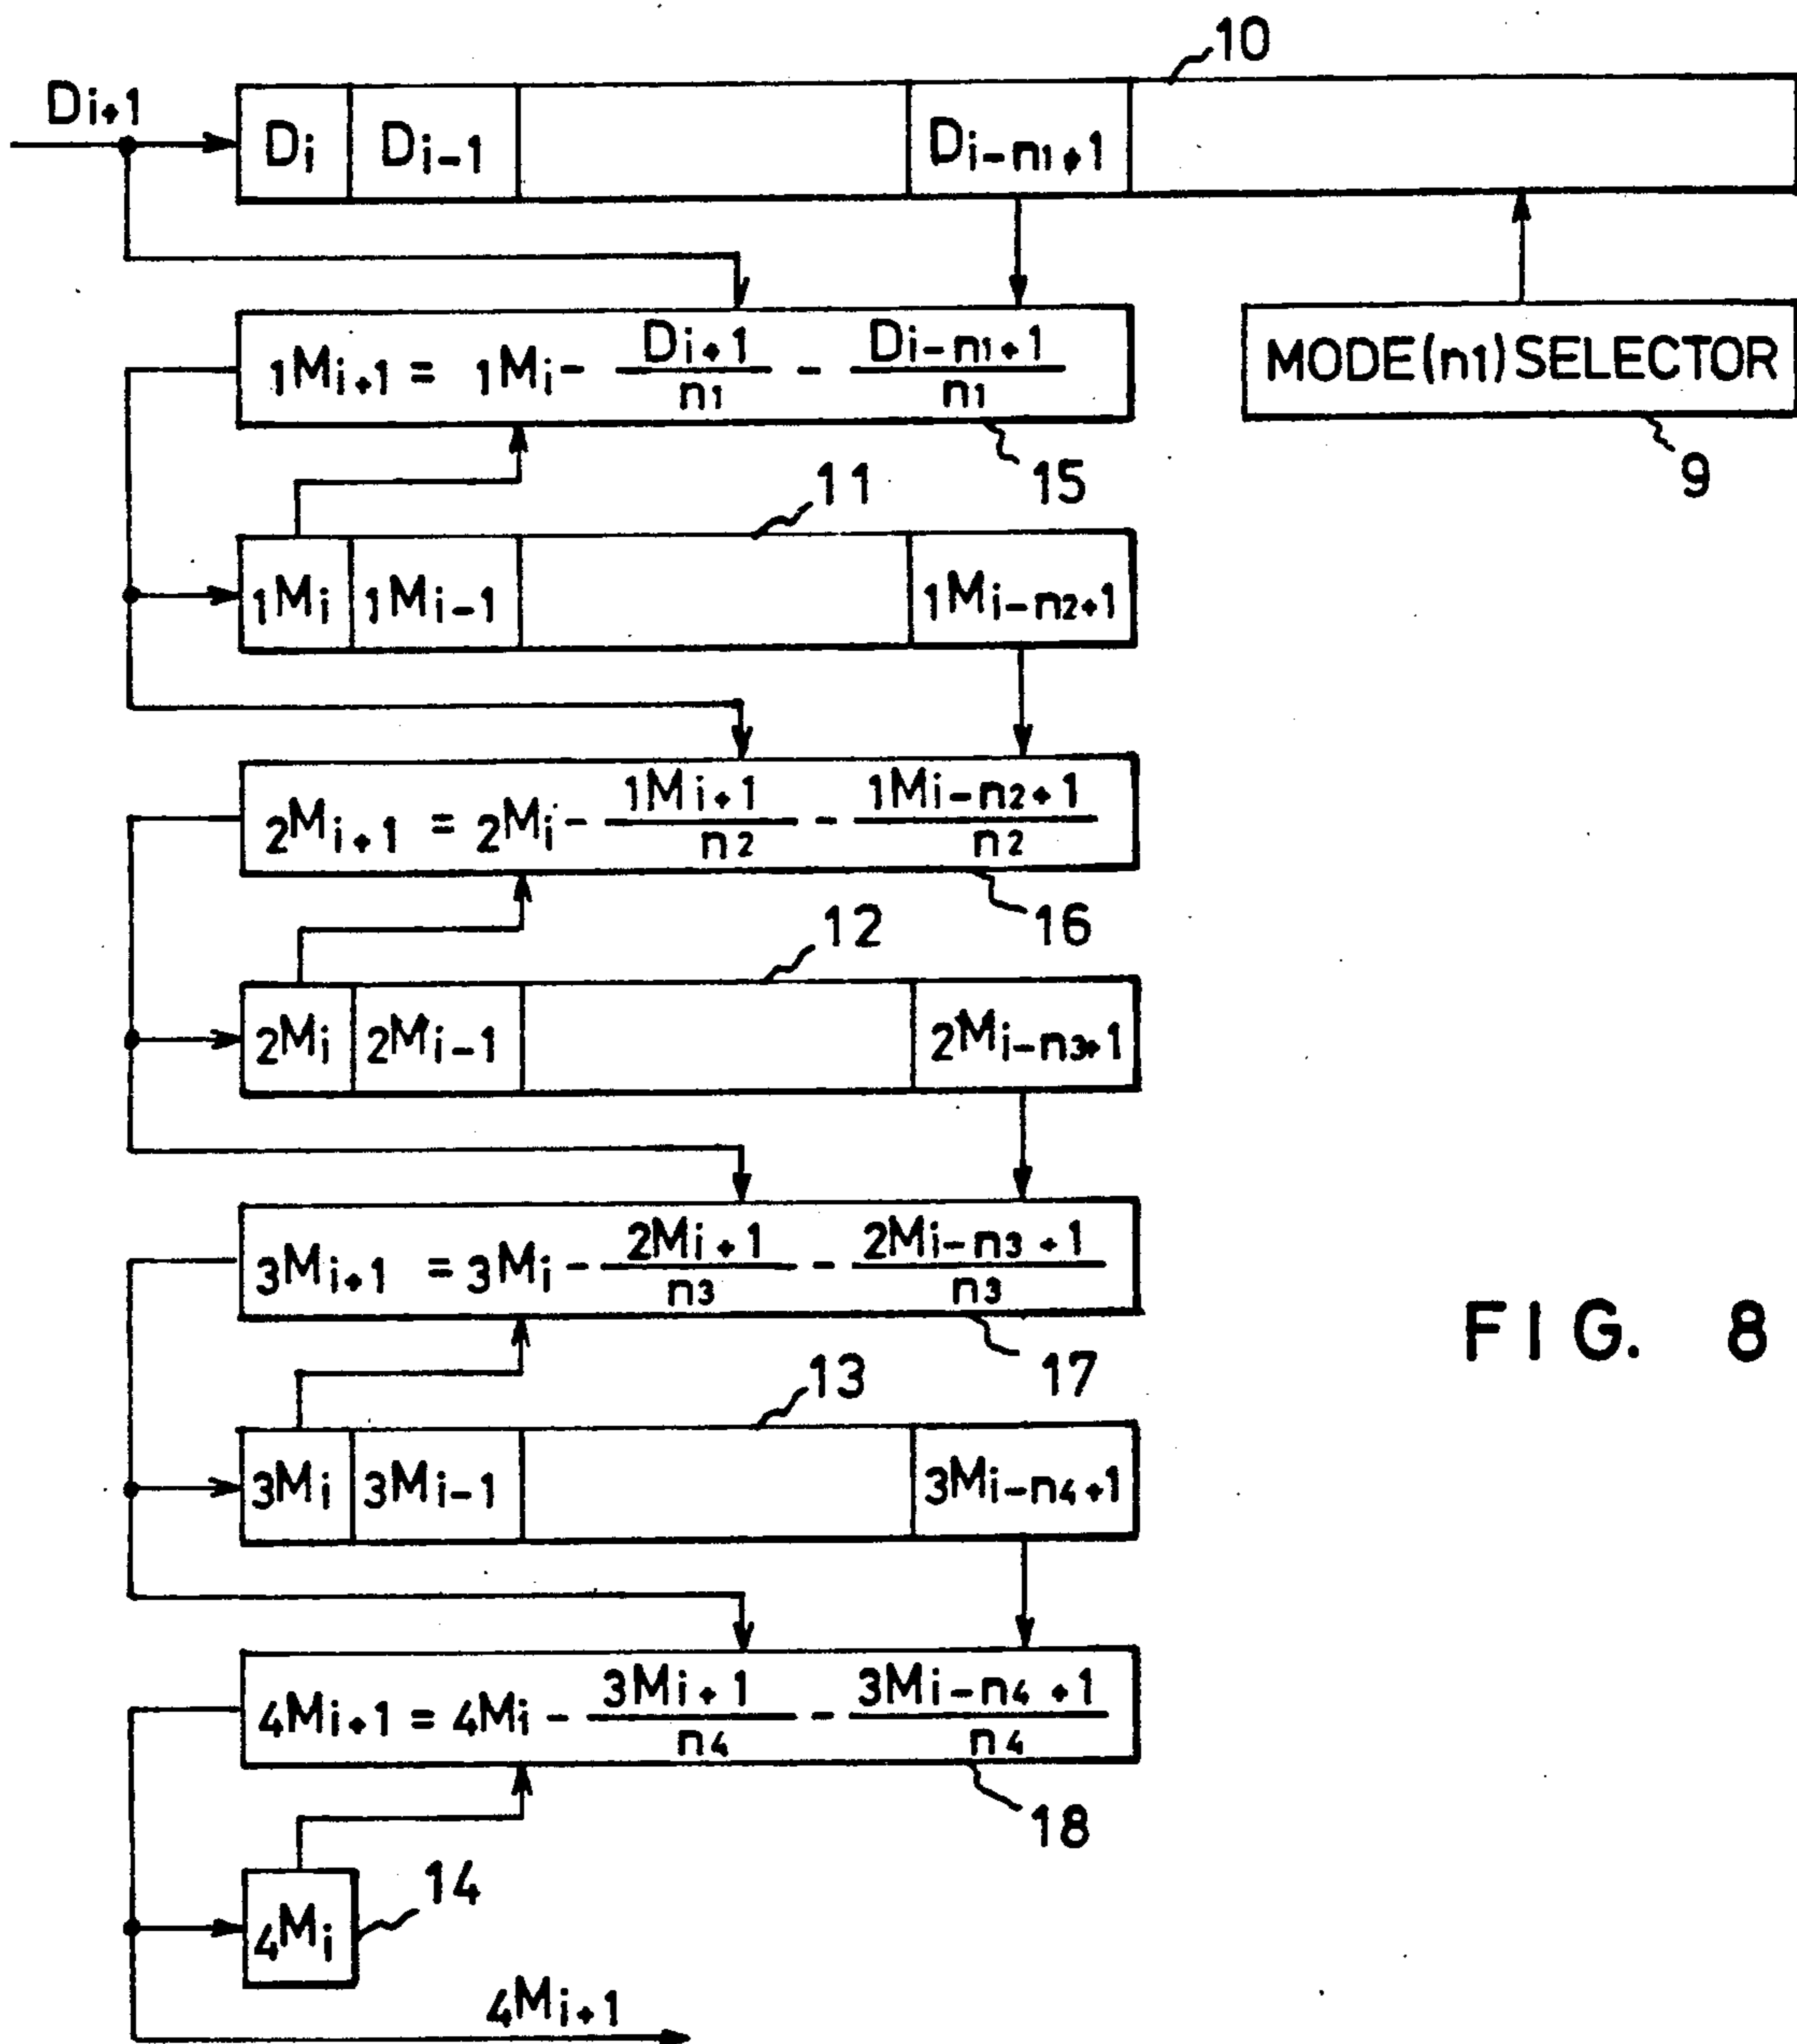 10
Di+1
Di Di−1 Di−n1+1
1Mi+1 = 1Mi − Di+1/n1 − Di−n1+1/n1
MODE(n1)SELECTOR
15
9
11
1Mi 1Mi−1 1Mi−n2+1
2Mi+1 = 2Mi − 1Mi+1/n2 − 1Mi−n2+1/n2
16
12
2Mi 2Mi−1 2Mi−n3+1
3Mi+1 = 3Mi − 2Mi+1/n3 − 2Mi−n3+1/n3
17
FIG. 8
13
3Mi 3Mi−1 3Mi−n4+1
4Mi+1 = 4Mi − 3Mi+1/n4 − 3Mi−n4+1/n4
18
14
4Mi
4Mi+1